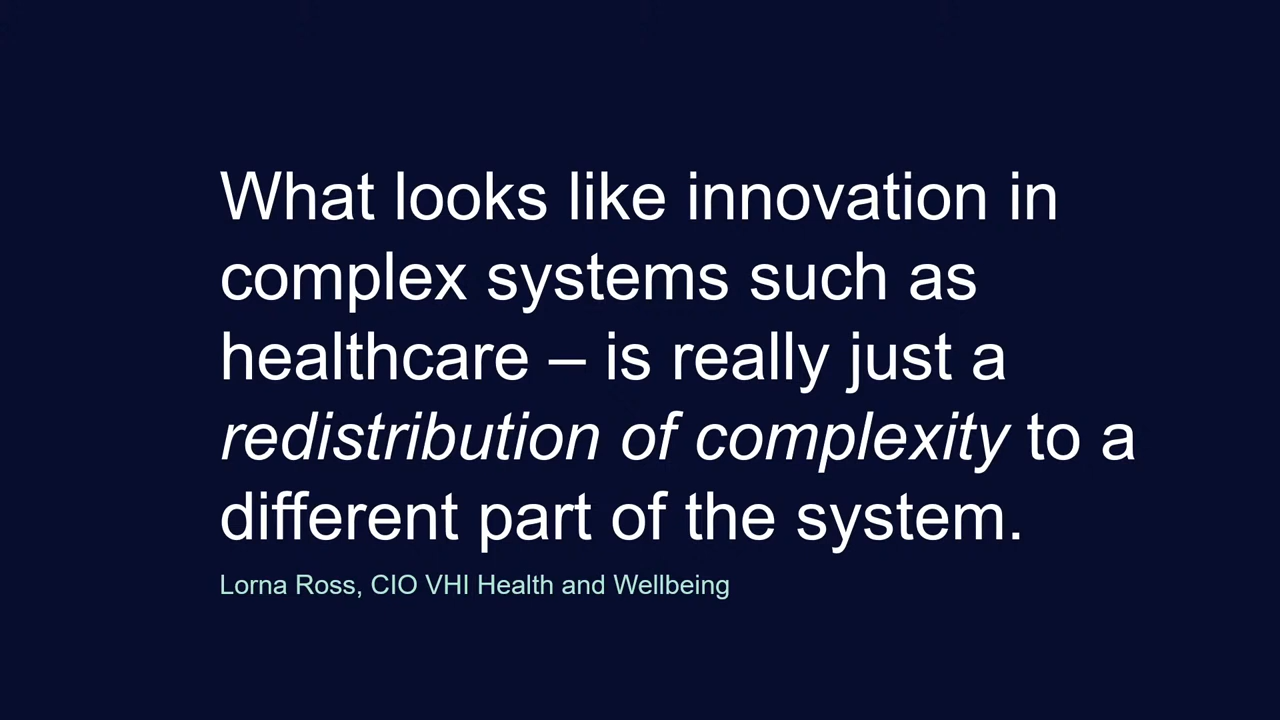 What looks like innovation in
complex systems such as
healthcare – is really just a
redistribution of complexity to a
different part of the system.
Lorna Ross, CIO VHI Health and Wellbeing